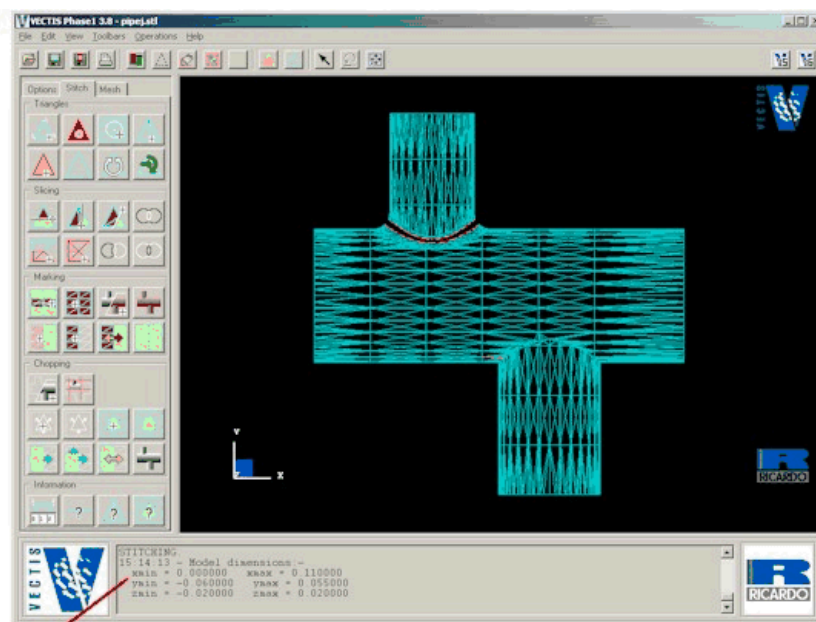 VECTIS Phase1 3.8 - pipej.stl
File Edit View Toolbars Operations Help
Options Stitch Mesh
Triangles
Slicing
Marking
Chopping
Information
Y
X
VECTIS
RICARDO
VECTIS
STITCHING
15:14:13 - Model dimensions:-
xmin = 0.000000 xmax = 0.110000
ymin = -0.060000 ymax = 0.055000
zmin = -0.020000 zmax = 0.020000
RICARDO